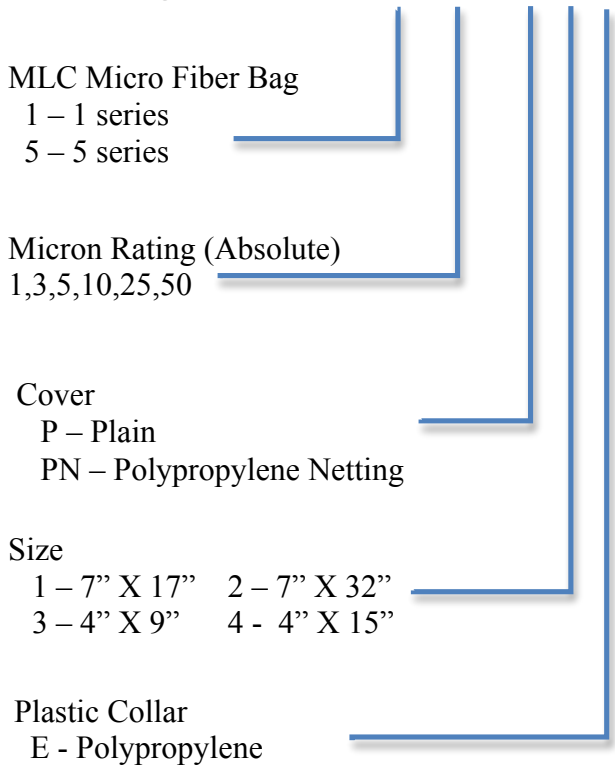 MLC Micro Fiber Bag
1 – 1 series
5 – 5 series
Micron Rating (Absolute)
1,3,5,10,25,50
Cover
P – Plain
PN – Polypropylene Netting
Size
1 – 7” X 17” 2 – 7” X 32”
3 – 4” X 9” 4 - 4” X 15”
Plastic Collar
E - Polypropylene